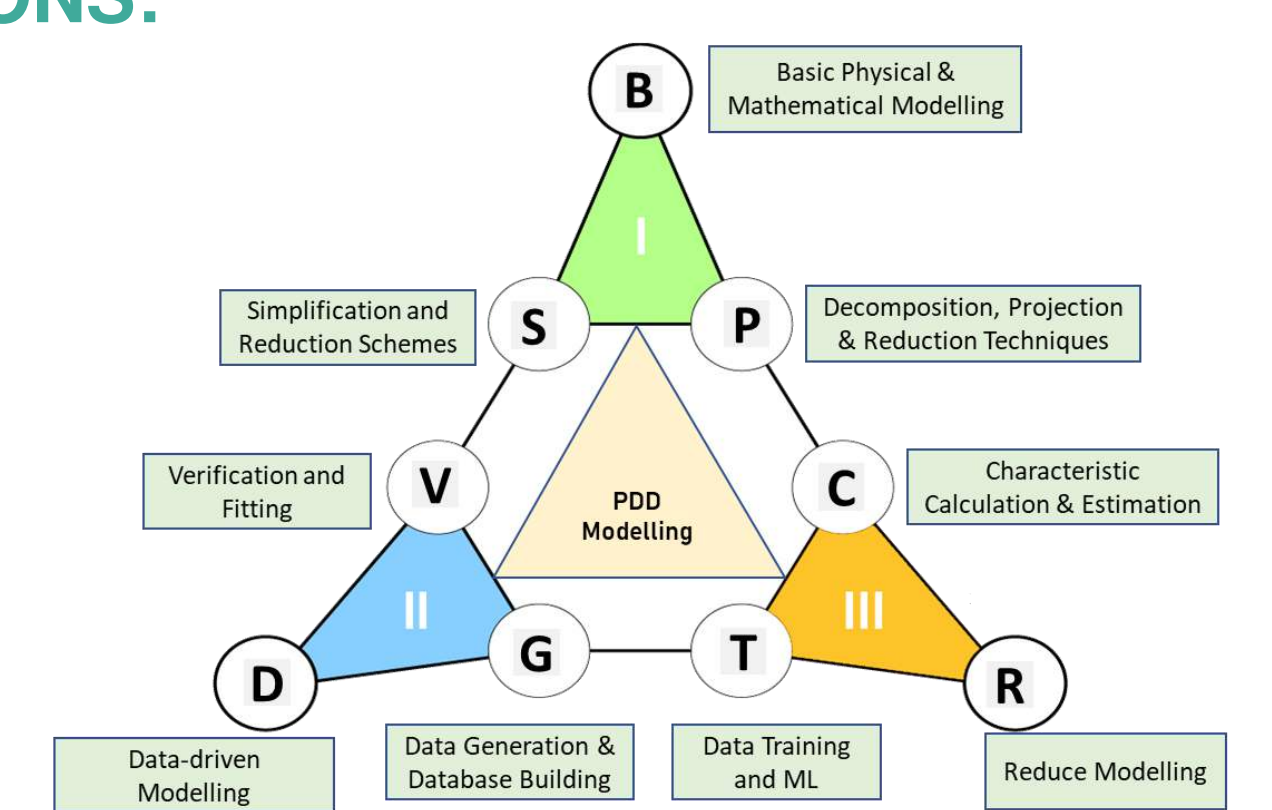 ONS:
B
Basic Physical &
Mathematical Modelling
I
S
Simplification and
Reduction Schemes
P
Decomposition, Projection
& Reduction Techniques
V
Verification and
Fitting
C
Characteristic
Calculation & Estimation
PDD
Modelling
II
III
D
G
T
R
Data-driven
Modelling
Data Generation &
Database Building
Data Training
and ML
Reduce Modelling